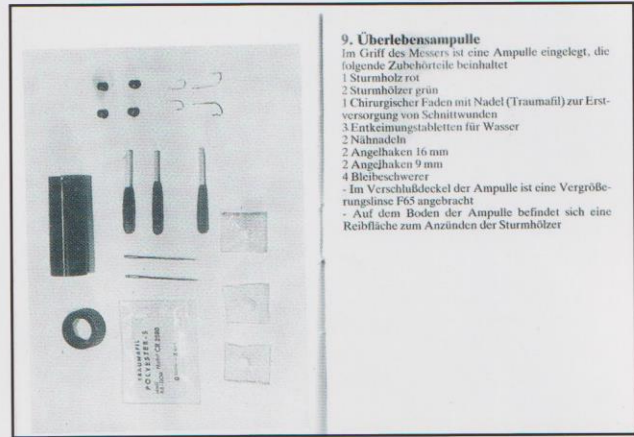 9. Überlebensampulle
Im Griff des Messers ist eine Ampulle eingelegt, die
folgende Zubehörteile beinhaltet
1 Sturmholz rot
2 Sturmhölzer grün
1 Chirurgischer Faden mit Nadel (Traumafil) zur Erst-
versorgung von Schnittwunden
3 Entkeimungstabletten für Wasser
2 Nähnadeln
2 Angelhaken 16 mm
2 Angelhaken 9 mm
4 Bleibeschwerer
- Im Verschlußdeckel der Ampulle ist eine Vergröße-
rungslinse F65 angebracht
- Auf dem Boden der Ampulle befindet sich eine
Reibfläche zum Anzünden der Sturmhölzer
TRAUMAFIL
POLYESTER-S